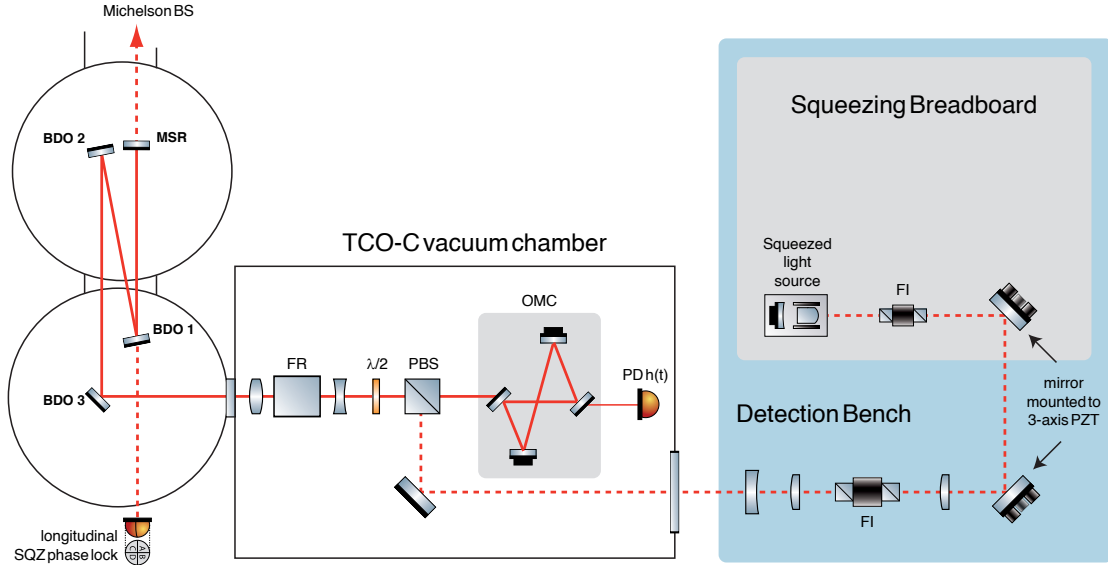 Michelson BS
BDO 2
MSR
BDO 1
BDO 3
longitudinal
SQZ phase lock
A B
C D
TCO-C vacuum chamber
FR
λ/2
PBS
OMC
PD h(t)
Squeezing Breadboard
Squeezed
light
source
FI
mirror
mounted to
3-axis PZT
Detection Bench
FI